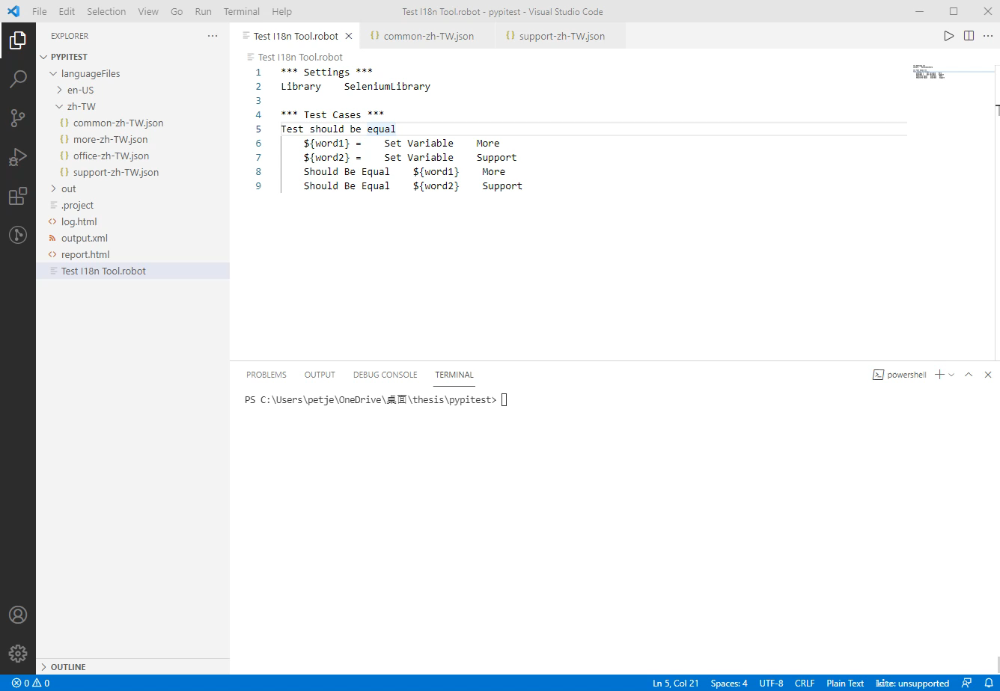 File Edit Selection View Go Run Terminal Help
Test I18n Tool.robot - pypitest - Visual Studio Code
EXPLORER
PYPITEST
languageFiles
en-US
zh-TW
common-zh-TW.json
more-zh-TW.json
office-zh-TW.json
support-zh-TW.json
out
.project
log.html
output.xml
report.html
Test I18n Tool.robot
OUTLINE
Test I18n Tool.robot common-zh-TW.json support-zh-TW.json
Test I18n Tool.robot
1 *** Settings ***
2 Library    SeleniumLibrary
3
4 *** Test Cases ***
5 Test should be equal
6     ${word1} =    Set Variable    More
7     ${word2} =    Set Variable    Support
8     Should Be Equal    ${word1}    More
9     Should Be Equal    ${word2}    Support
PROBLEMS OUTPUT DEBUG CONSOLE TERMINAL
powershell
PS C:\Users\petje\OneDrive\桌面\thesis\pypitest>
0 0
Ln 5, Col 21 Spaces: 4 UTF-8 CRLF Plain Text kite: unsupported